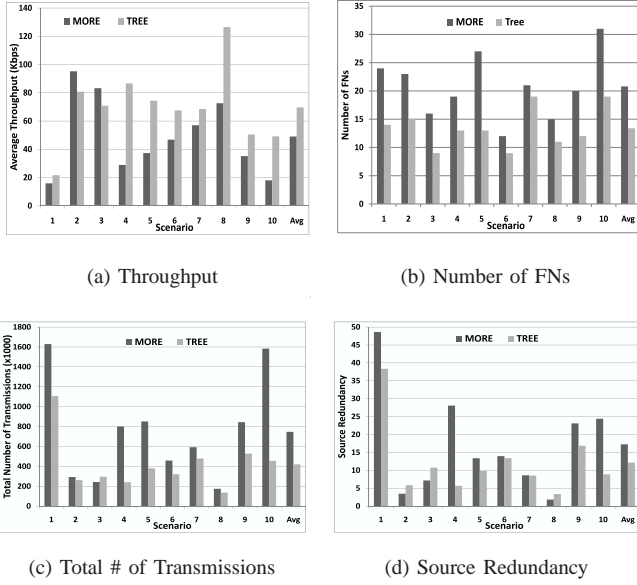 140
120
100
80
60
40
20
0
Average Throughput (Kbps)
MORE TREE
1 2 3 4 5 6 7 8 9 10 Avg
Scenario
(a) Throughput
35
30
25
20
15
10
5
0
Number of FNs
MORE Tree
1 2 3 4 5 6 7 8 9 10 Avg
Scenario
(b) Number of FNs
1800
1600
1400
1200
1000
800
600
400
200
0
Total Number of Transmissions (x1000)
MORE TREE
1 2 3 4 5 6 7 8 9 10 Avg
Scenario
(c) Total # of Transmissions
50
45
40
35
30
25
20
15
10
5
0
Source Redundancy
MORE TREE
1 2 3 4 5 6 7 8 9 10 Avg
Scenario
(d) Source Redundancy